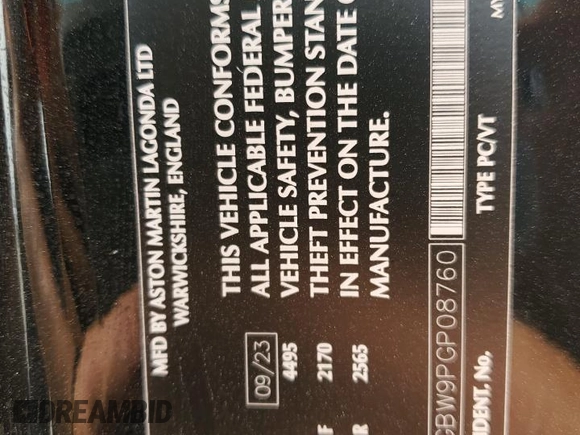 MFD BY ASTON MARTIN LAGONDA LTD
WARWICKSHIRE, ENGLAND
09/23 THIS VEHICLE CONFORMS
4495 ALL APPLICABLE FEDERAL
VEHICLE SAFETY, BUMPER
2170 THEFT PREVENTION STAN
2565 IN EFFECT ON THE DATE
MANUFACTURE.
GBW9PGP08760
IDENT, No, TYPE PC/VT
DREAMBID